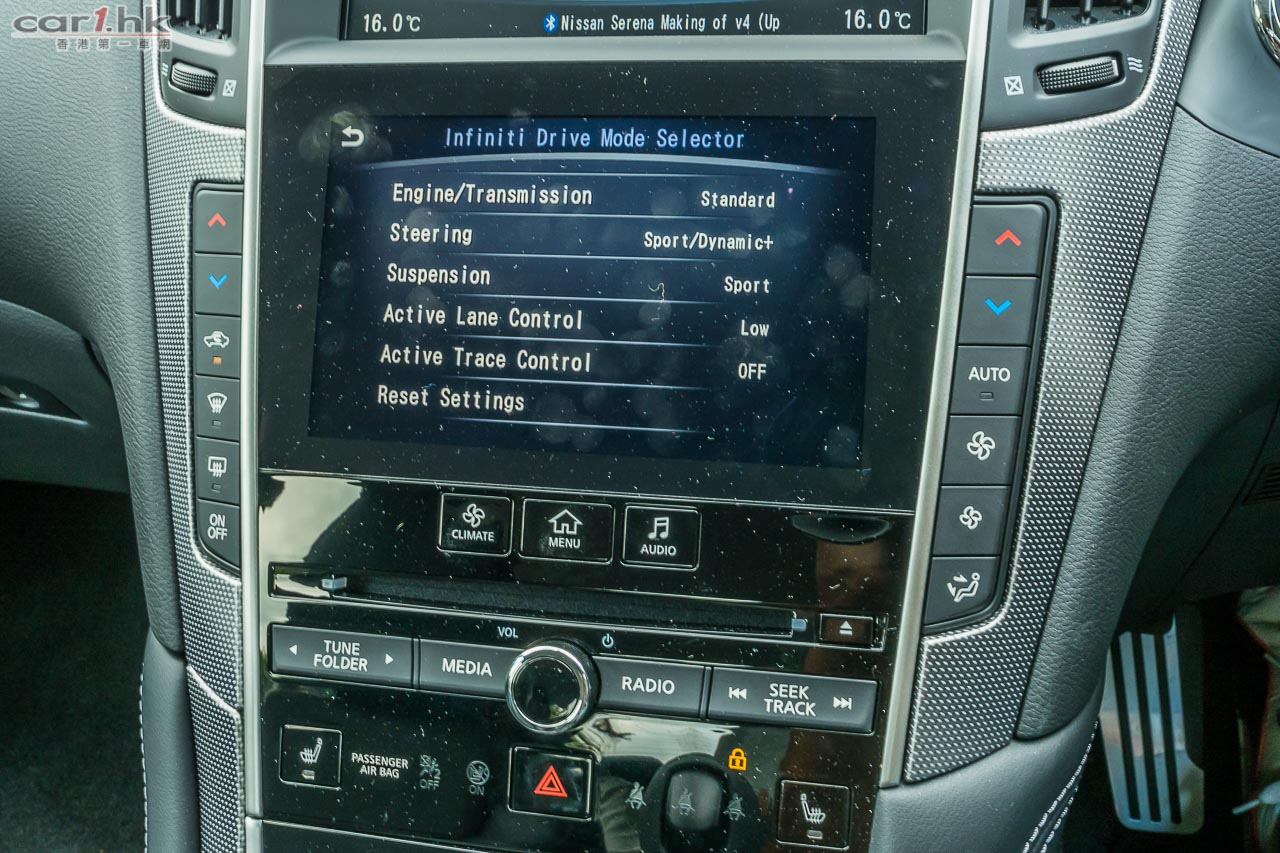 car1.hk
香港第一車網
16.0℃
Nissan Serena Making of v4 (Up
16.0℃
Infiniti Drive Mode Selector
Engine/Transmission Standard
Steering Sport/Dynamic+
Suspension Sport
Active Lane Control Low
Active Trace Control OFF
Reset Settings
AUTO
ON
OFF
CLIMATE
MENU
AUDIO
VOL
TUNE
FOLDER
MEDIA
RADIO
SEEK
TRACK
PASSENGER
AIR BAG
OFF
ON